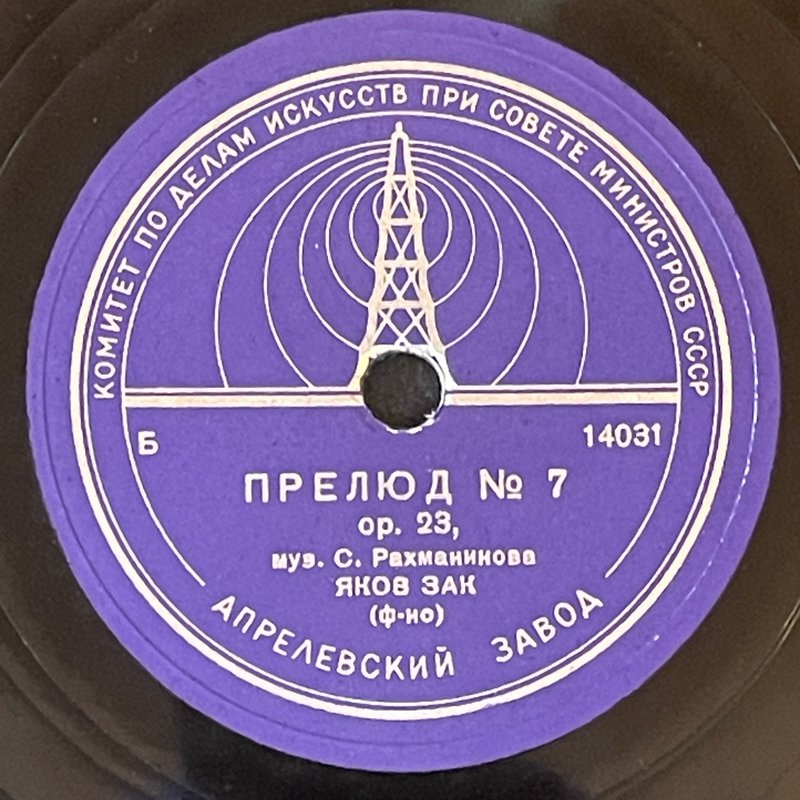 КОМИТЕТ ПО ДЕЛАМ ИСКУССТВ ПРИ СОВЕТЕ МИНИСТРОВ СССР
Б 14031
ПРЕЛЮД № 7
ор. 23,
муз. С. Рахманинова
ЯКОВ ЗАК
(ф-но)
АПРЕЛЕВСКИЙ ЗАВОД